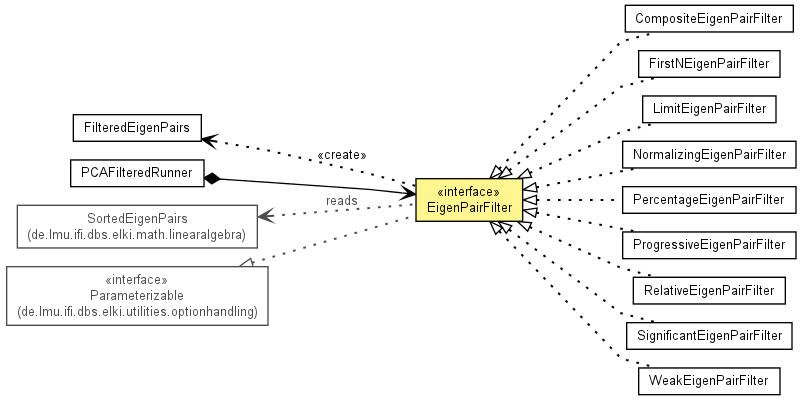 FilteredEigenPairs
PCAFilteredRunner
SortedEigenPairs
(de.lmu.ifi.dbs.elki.math.linearalgebra)
«interface»
Parameterizable
(de.lmu.ifi.dbs.elki.utilities.optionhandling)
«create»
reads
«interface»
EigenPairFilter
CompositeEigenPairFilter
FirstNEigenPairFilter
LimitEigenPairFilter
NormalizingEigenPairFilter
PercentageEigenPairFilter
ProgressiveEigenPairFilter
RelativeEigenPairFilter
SignificantEigenPairFilter
WeakEigenPairFilter